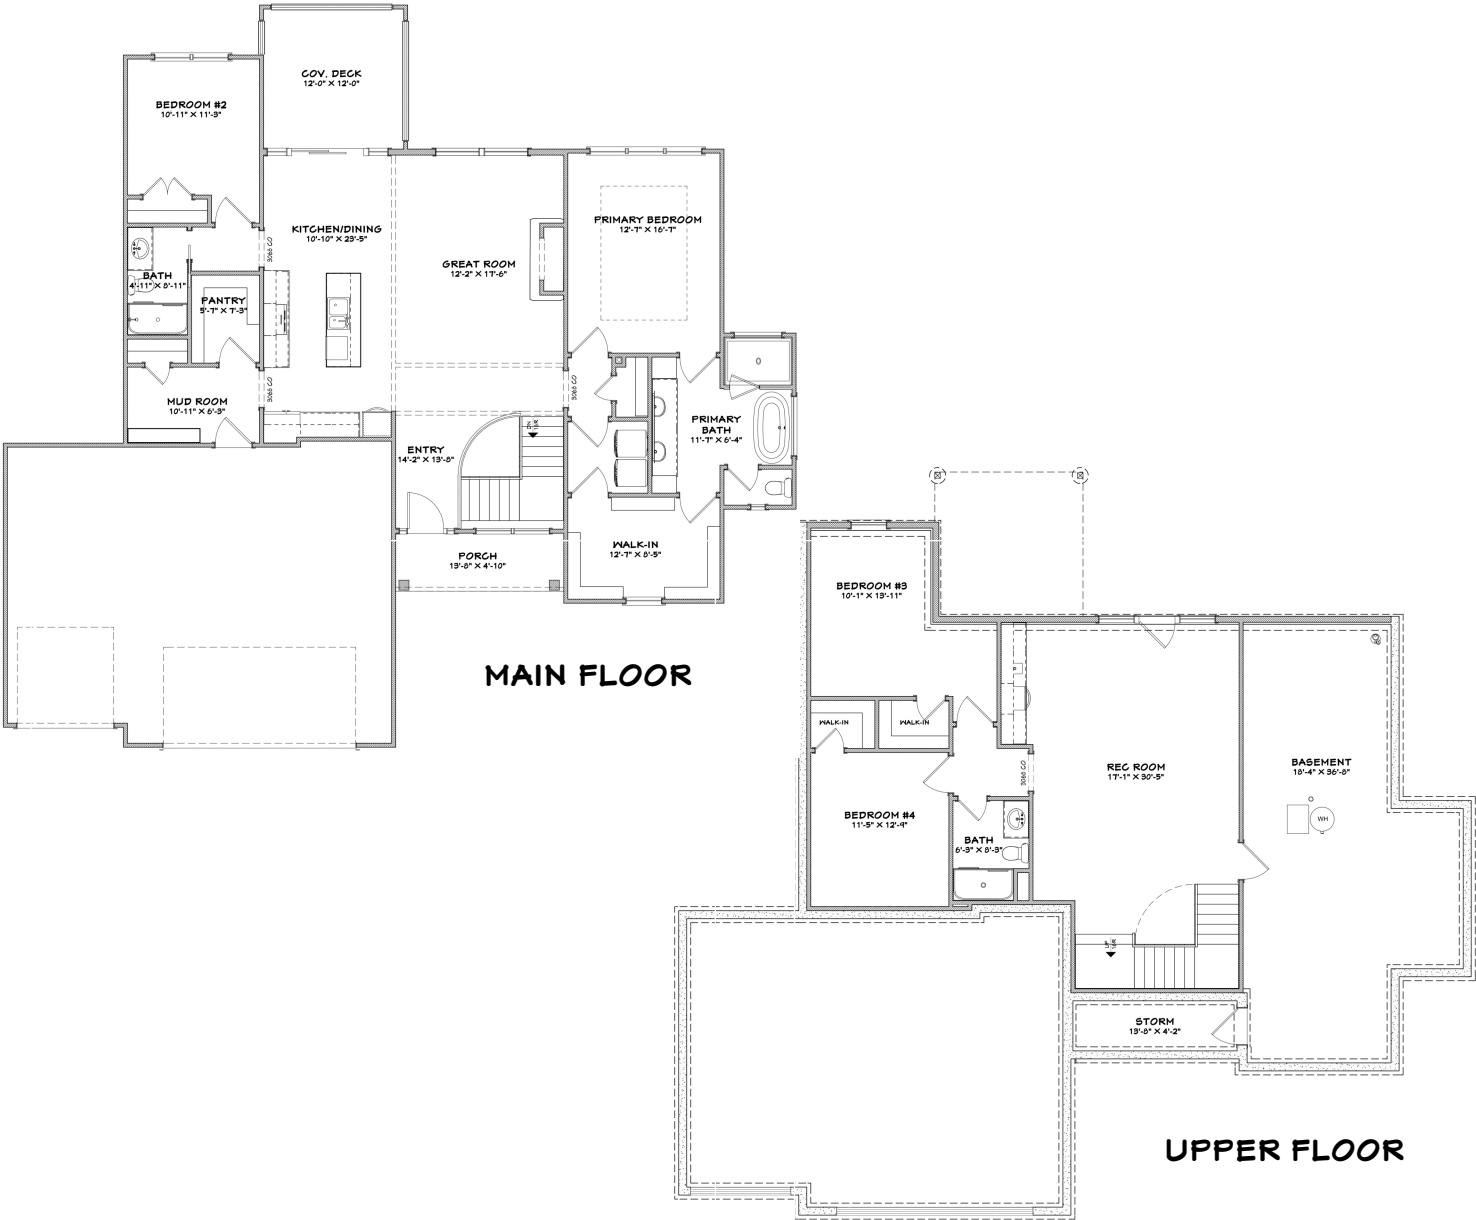 COV. DECK
12'-0" X 12'-0"
BEDROOM #2
10'-11" X 11'-3"
KITCHEN/DINING
10'-10" X 23'-5"
PRIMARY BEDROOM
12'-7" X 16'-7"
GREAT ROOM
12'-2" X 17'-6"
3068 CO
BATH
4'-11" X 8'-11"
PANTRY
5'-7" X 7'-3"
MUD ROOM
10'-11" X 6'-3"
3068 CO
3068 CO
PRIMARY
BATH
11'-7" X 6'-4"
ENTRY
14'-2" X 13'-8"
DN
16R
WALK-IN
12'-7" X 8'-5"
PORCH
13'-8" X 4'-10"
MAIN FLOOR
BEDROOM #3
10'-1" X 13'-11"
WALK-IN
WALK-IN
REC ROOM
17'-1" X 30'-5"
BASEMENT
18'-4" X 36'-8"
3068 CO
BEDROOM #4
11'-5" X 12'-9"
WH
BATH
6'-3" X 8'-3"
UP
16R
STORM
13'-8" X 4'-2"
UPPER FLOOR